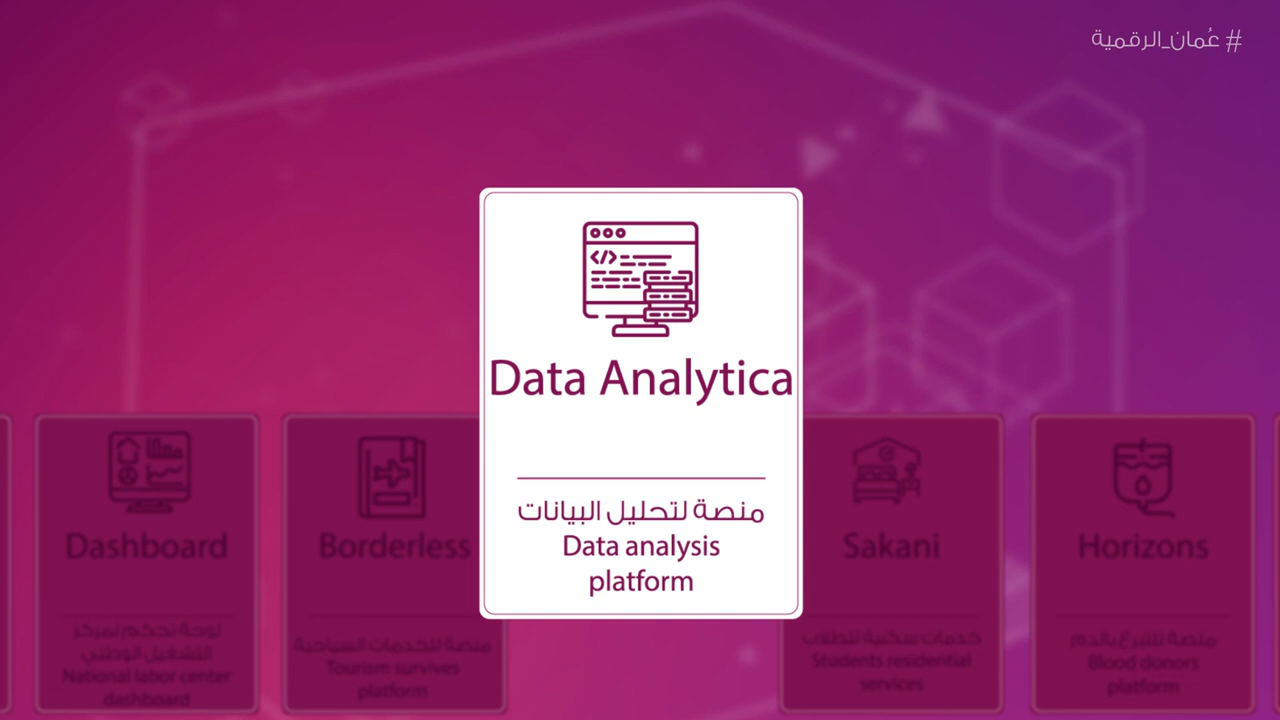 # عُمان_الرقمية
Data Analytica
منصة لتحليل البيانات
Data analysis
platform
Dashboard
لوحة تحكم لمركز
التشغيل الوطني
National labor center
dashboard
Borderless
منصة للخدمات السياحية
Tourism survives
platform
Sakani
خدمات سكنية للطلاب
Students residential
services
Horizons
منصة للتبرع بالدم
Blood donors
platform